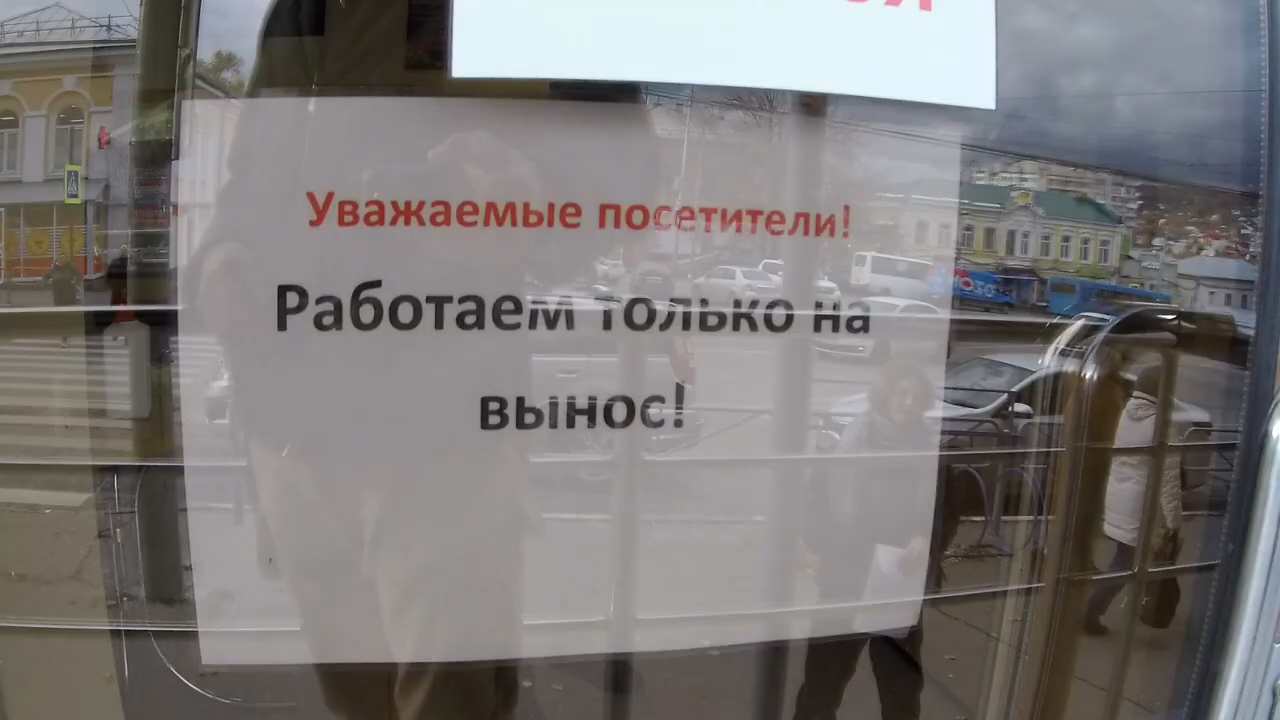 Уважаемые посетители!
Работаем только на
вынос!